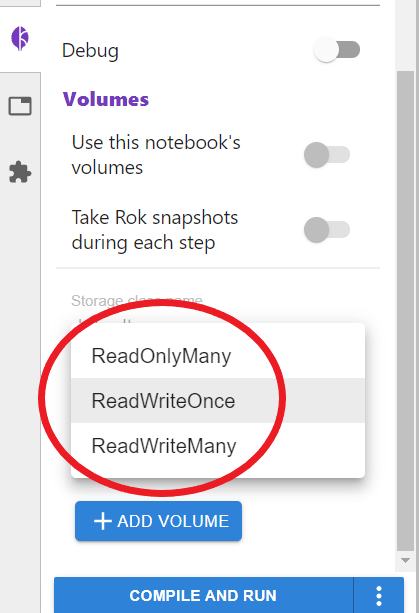 Debug
Volumes
Use this notebook's
volumes
Take Rok snapshots
during each step
Storage class name
ReadOnlyMany
ReadWriteOnce
ReadWriteMany
ADD VOLUME
COMPILE AND RUN